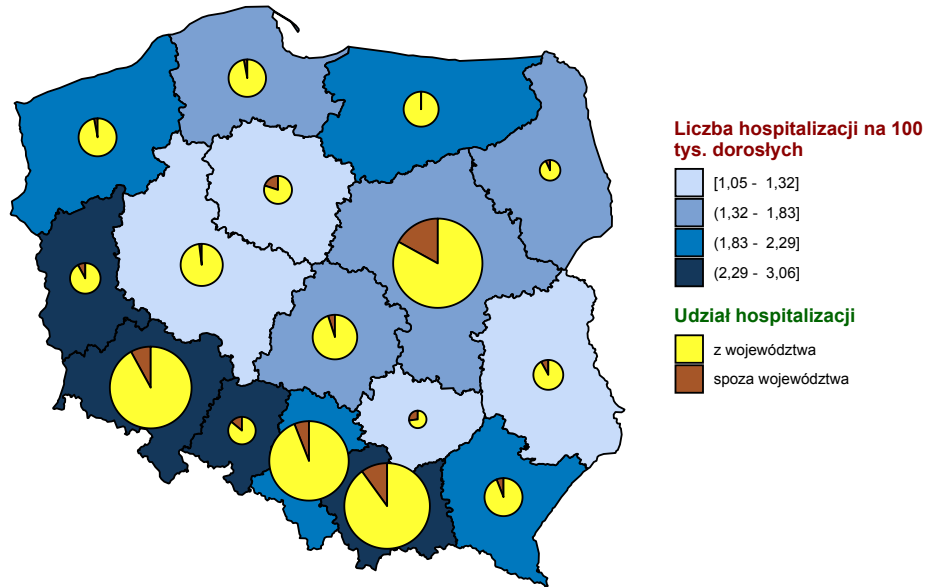 Liczba hospitalizacji na 100
tys. dorosłych
[1,05 - 1,32]
(1,32 - 1,83]
(1,83 - 2,29]
(2,29 - 3,06]
Udział hospitalizacji
z województwa
spoza województwa